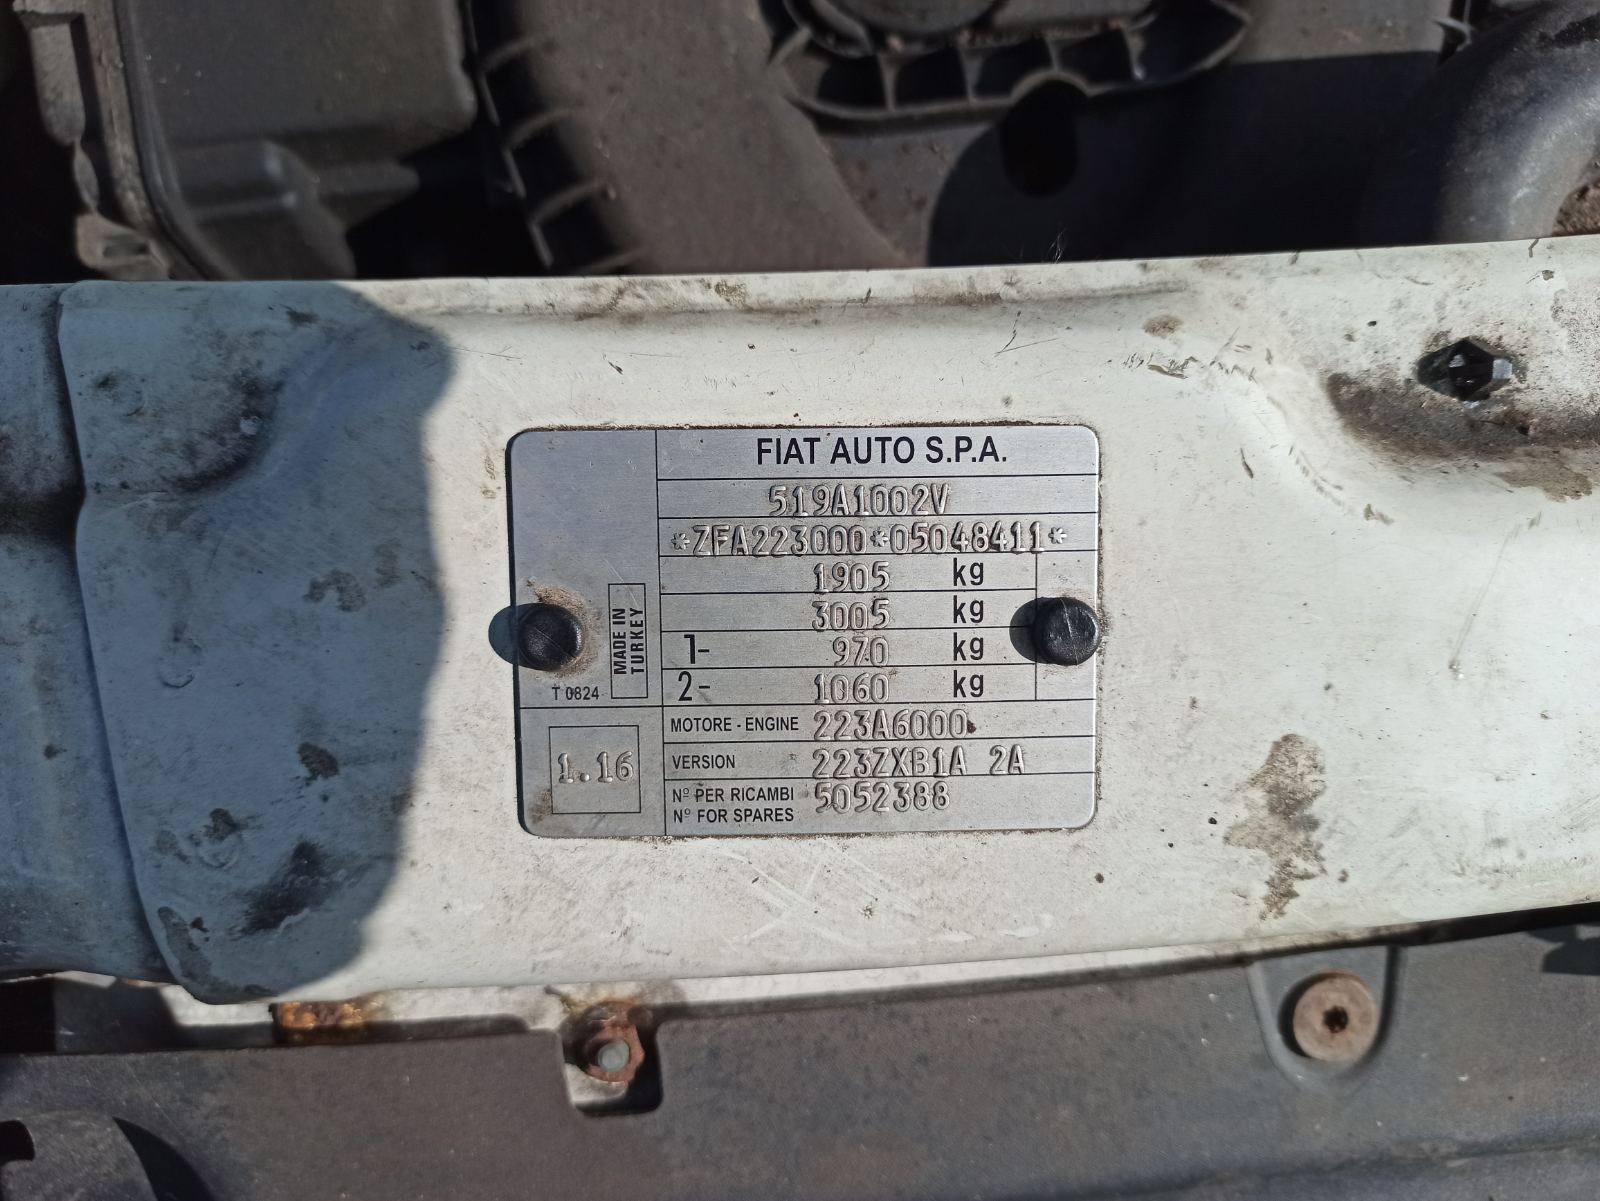 FIAT AUTO S.P.A.
519A1002V
*ZFA223000*05048411*
1905 kg
3005 kg
1- 970 kg
2- 1060 kg
MADE IN
TURKEY
T 0824
MOTORE - ENGINE 223A6000
VERSION 223ZXB1A 2A
1.16
Nº PER RICAMBI 5052388
Nº FOR SPARES